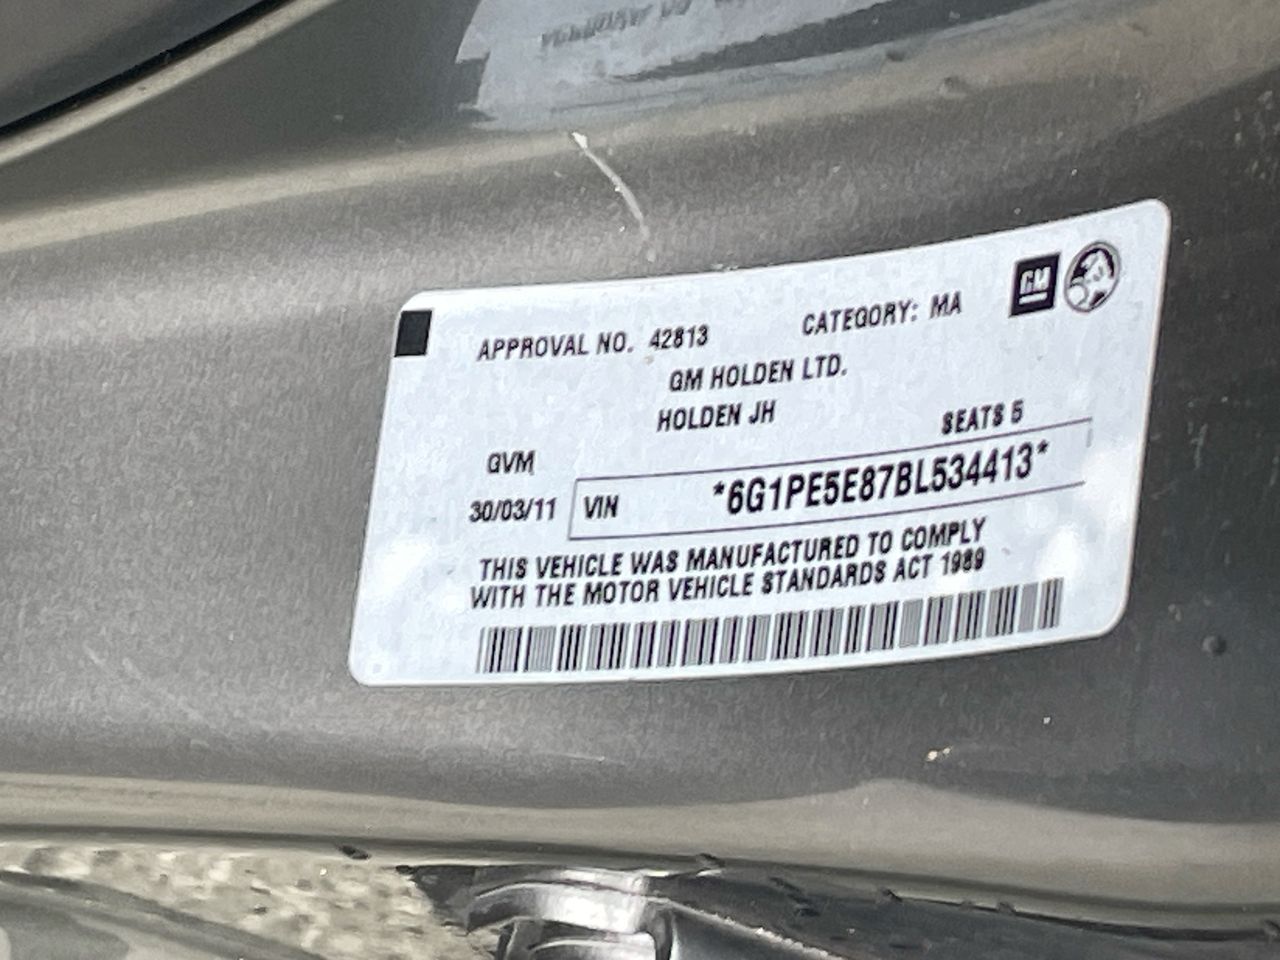 APPROVAL NO. 42813 CATEGORY: MA
GM
GM HOLDEN LTD.
HOLDEN JH
SEATS 5
GVM
30/03/11 VIN *6G1PE5E87BL534413*
THIS VEHICLE WAS MANUFACTURED TO COMPLY
WITH THE MOTOR VEHICLE STANDARDS ACT 1989